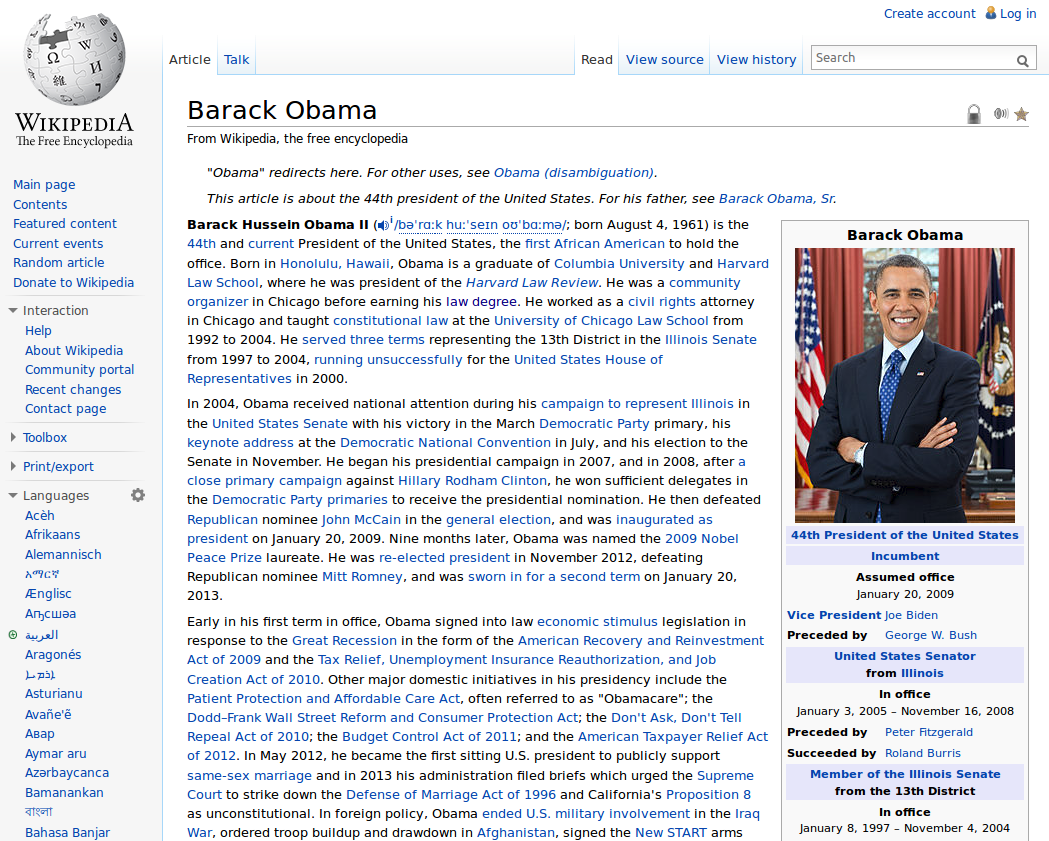 Create account Log in
Article Talk Read View source View history Search
WIKIPEDIA
The Free Encyclopedia
Main page
Contents
Featured content
Current events
Random article
Donate to Wikipedia
Interaction
Help
About Wikipedia
Community portal
Recent changes
Contact page
Toolbox
Print/export
Languages
Acèh
Afrikaans
Alemannisch
አማርኛ
Ænglisc
Аҧсшәа
العربية
Aragonés
Asturianu
Avañe'ẽ
Авар
Aymar aru
Azərbaycanca
Bamanankan
বাংলা
Bahasa Banjar
Barack Obama
From Wikipedia, the free encyclopedia
"Obama" redirects here. For other uses, see Obama (disambiguation).
This article is about the 44th president of the United States. For his father, see Barack Obama, Sr.
Barack Hussein Obama II (i/bəˈrɑːk huːˈseɪn oʊˈbɑːmə/; born August 4, 1961) is the
44th and current President of the United States, the first African American to hold the
office. Born in Honolulu, Hawaii, Obama is a graduate of Columbia University and Harvard
Law School, where he was president of the Harvard Law Review. He was a community
organizer in Chicago before earning his law degree. He worked as a civil rights attorney
in Chicago and taught constitutional law at the University of Chicago Law School from
1992 to 2004. He served three terms representing the 13th District in the Illinois Senate
from 1997 to 2004, running unsuccessfully for the United States House of
Representatives in 2000.
In 2004, Obama received national attention during his campaign to represent Illinois in
the United States Senate with his victory in the March Democratic Party primary, his
keynote address at the Democratic National Convention in July, and his election to the
Senate in November. He began his presidential campaign in 2007, and in 2008, after a
close primary campaign against Hillary Rodham Clinton, he won sufficient delegates in
the Democratic Party primaries to receive the presidential nomination. He then defeated
Republican nominee John McCain in the general election, and was inaugurated as
president on January 20, 2009. Nine months later, Obama was named the 2009 Nobel
Peace Prize laureate. He was re-elected president in November 2012, defeating
Republican nominee Mitt Romney, and was sworn in for a second term on January 20,
2013.
Early in his first term in office, Obama signed into law economic stimulus legislation in
response to the Great Recession in the form of the American Recovery and Reinvestment
Act of 2009 and the Tax Relief, Unemployment Insurance Reauthorization, and Job
Creation Act of 2010. Other major domestic initiatives in his presidency include the
Patient Protection and Affordable Care Act, often referred to as "Obamacare"; the
Dodd–Frank Wall Street Reform and Consumer Protection Act; the Don't Ask, Don't Tell
Repeal Act of 2010; the Budget Control Act of 2011; and the American Taxpayer Relief Act
of 2012. In May 2012, he became the first sitting U.S. president to publicly support
same-sex marriage and in 2013 his administration filed briefs which urged the Supreme
Court to strike down the Defense of Marriage Act of 1996 and California's Proposition 8
as unconstitutional. In foreign policy, Obama ended U.S. military involvement in the Iraq
War, ordered troop buildup and drawdown in Afghanistan, signed the New START arms
Barack Obama
44th President of the United States
Incumbent
Assumed office
January 20, 2009
Vice President Joe Biden
Preceded by George W. Bush
United States Senator
from Illinois
In office
January 3, 2005 – November 16, 2008
Preceded by Peter Fitzgerald
Succeeded by Roland Burris
Member of the Illinois Senate
from the 13th District
In office
January 8, 1997 – November 4, 2004